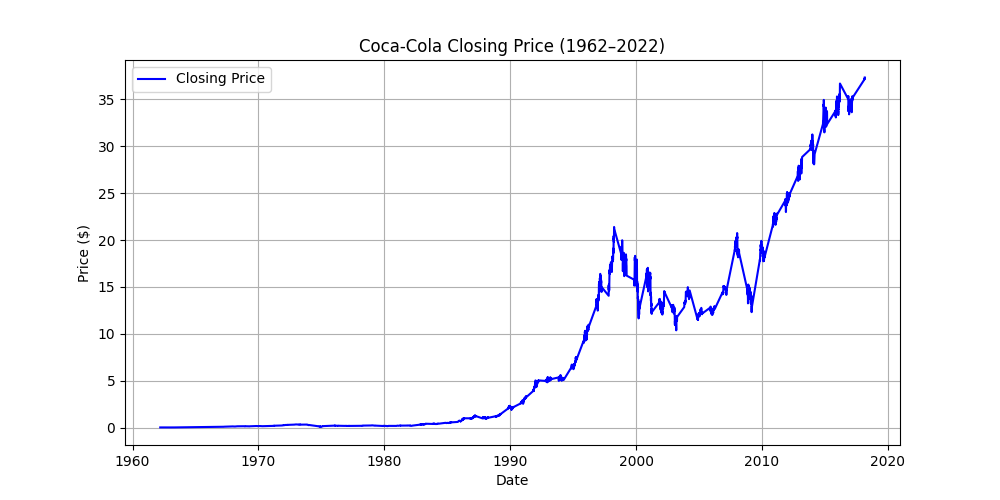 Coca-Cola Closing Price (1962–2022)
Closing Price
Price ($)
35
30
25
20
15
10
5
0
1960 1970 1980 1990 2000 2010 2020
Date